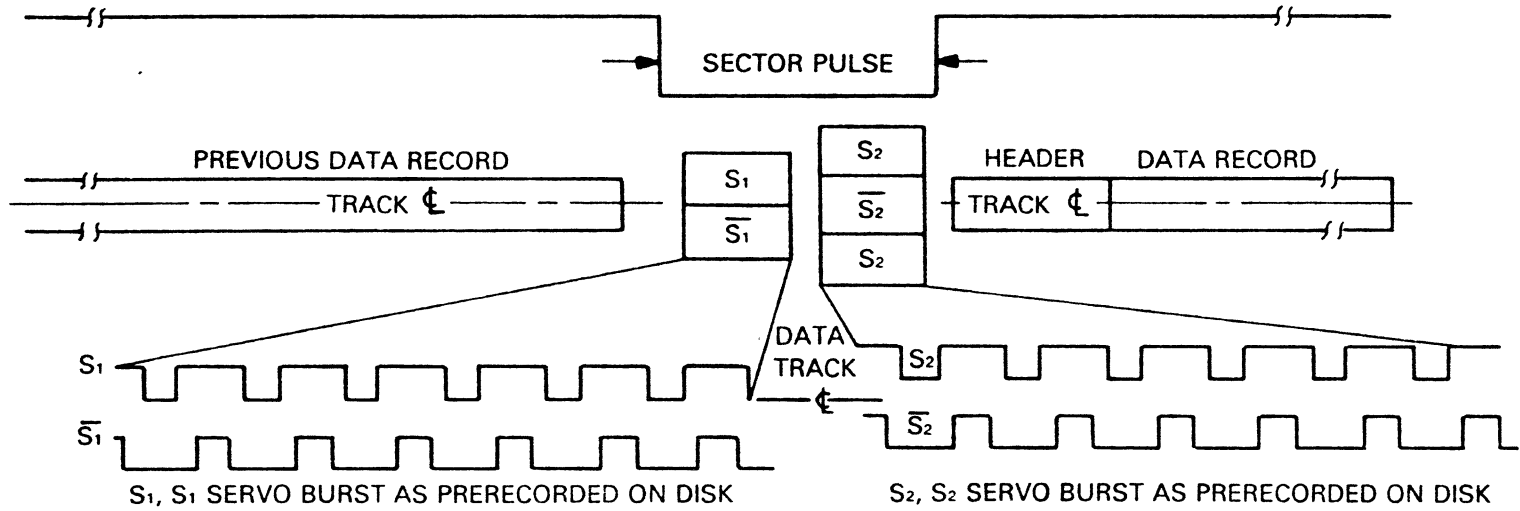 SECTOR PULSE
PREVIOUS DATA RECORD
TRACK ℄
S₁
S̅₁
S₂
S̅₂
S₂
HEADER
DATA RECORD
TRACK ℄
S₁
S̅₁
DATA
TRACK
℄
S₂
S̅₂
S₁, S₁ SERVO BURST AS PRERECORDED ON DISK
S₂, S₂ SERVO BURST AS PRERECORDED ON DISK